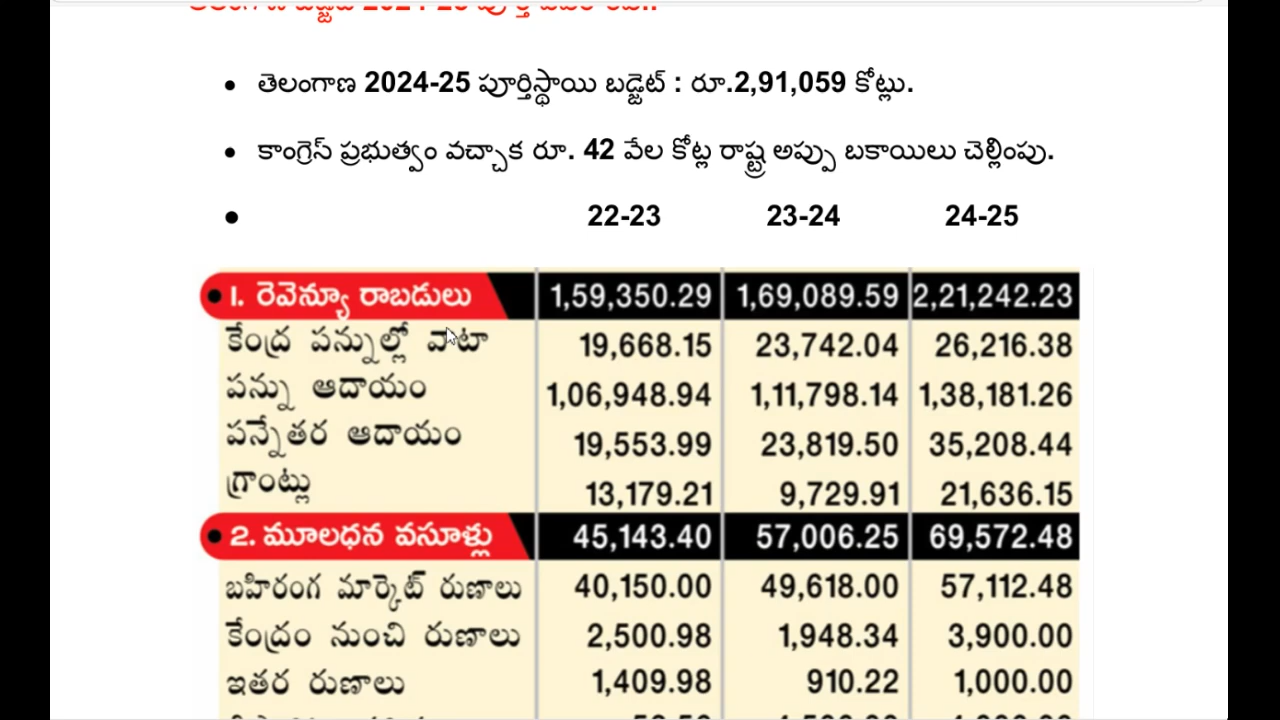 తెలంగాణ బడ్జెట్ 2024-25 పూర్తి
• తెలంగాణ 2024-25 పూర్తిస్థాయి బడ్జెట్ : రూ.2,91,059 కోట్లు.
• కాంగ్రెస్ ప్రభుత్వం వచ్చాక రూ. 42 వేల కోట్ల రాష్ట్ర అప్పు బకాయిలు చెల్లింపు.
• 22-23 23-24 24-25
• 1. రెవెన్యూ రాబడులు 1,59,350.29 1,69,089.59 2,21,242.23
కేంద్ర పన్నుల్లో వాటా 19,668.15 23,742.04 26,216.38
పన్ను ఆదాయం 1,06,948.94 1,11,798.14 1,38,181.26
పన్నేతర ఆదాయం 19,553.99 23,819.50 35,208.44
గ్రాంట్లు 13,179.21 9,729.91 21,636.15
• 2. మూలధన వసూళ్లు 45,143.40 57,006.25 69,572.48
బహిరంగ మార్కెట్ రుణాలు 40,150.00 49,618.00 57,112.48
కేంద్రం నుంచి రుణాలు 2,500.98 1,948.34 3,900.00
ఇతర రుణాలు 1,409.98 910.22 1,000.00